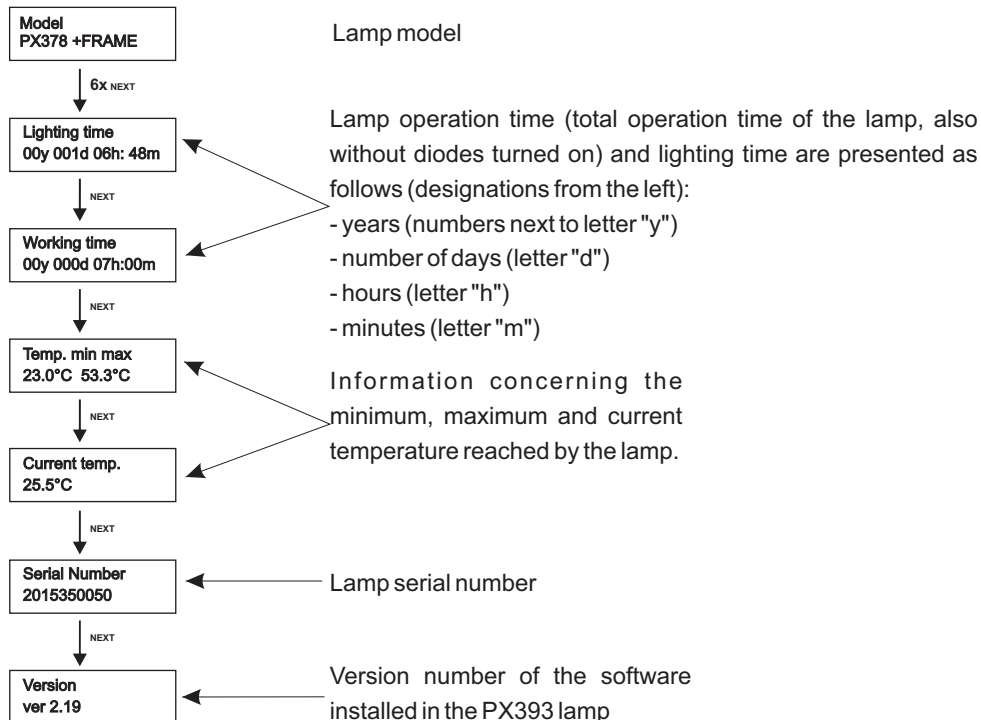 Model
PX378 +FRAME
Lamp model
6x NEXT
Lighting time
00y 001d 06h: 48m
Lamp operation time (total operation time of the lamp, also
without diodes turned on) and lighting time are presented as
follows (designations from the left):
- years (numbers next to letter "y")
- number of days (letter "d")
- hours (letter "h")
- minutes (letter "m")
NEXT
Working time
00y 000d 07h:00m
NEXT
Temp. min max
23.0°C 53.3°C
Information concerning the
minimum, maximum and current
temperature reached by the lamp.
NEXT
Current temp.
25.5°C
NEXT
Serial Number
2015350050
Lamp serial number
NEXT
Version
ver 2.19
Version number of the software
installed in the PX393 lamp